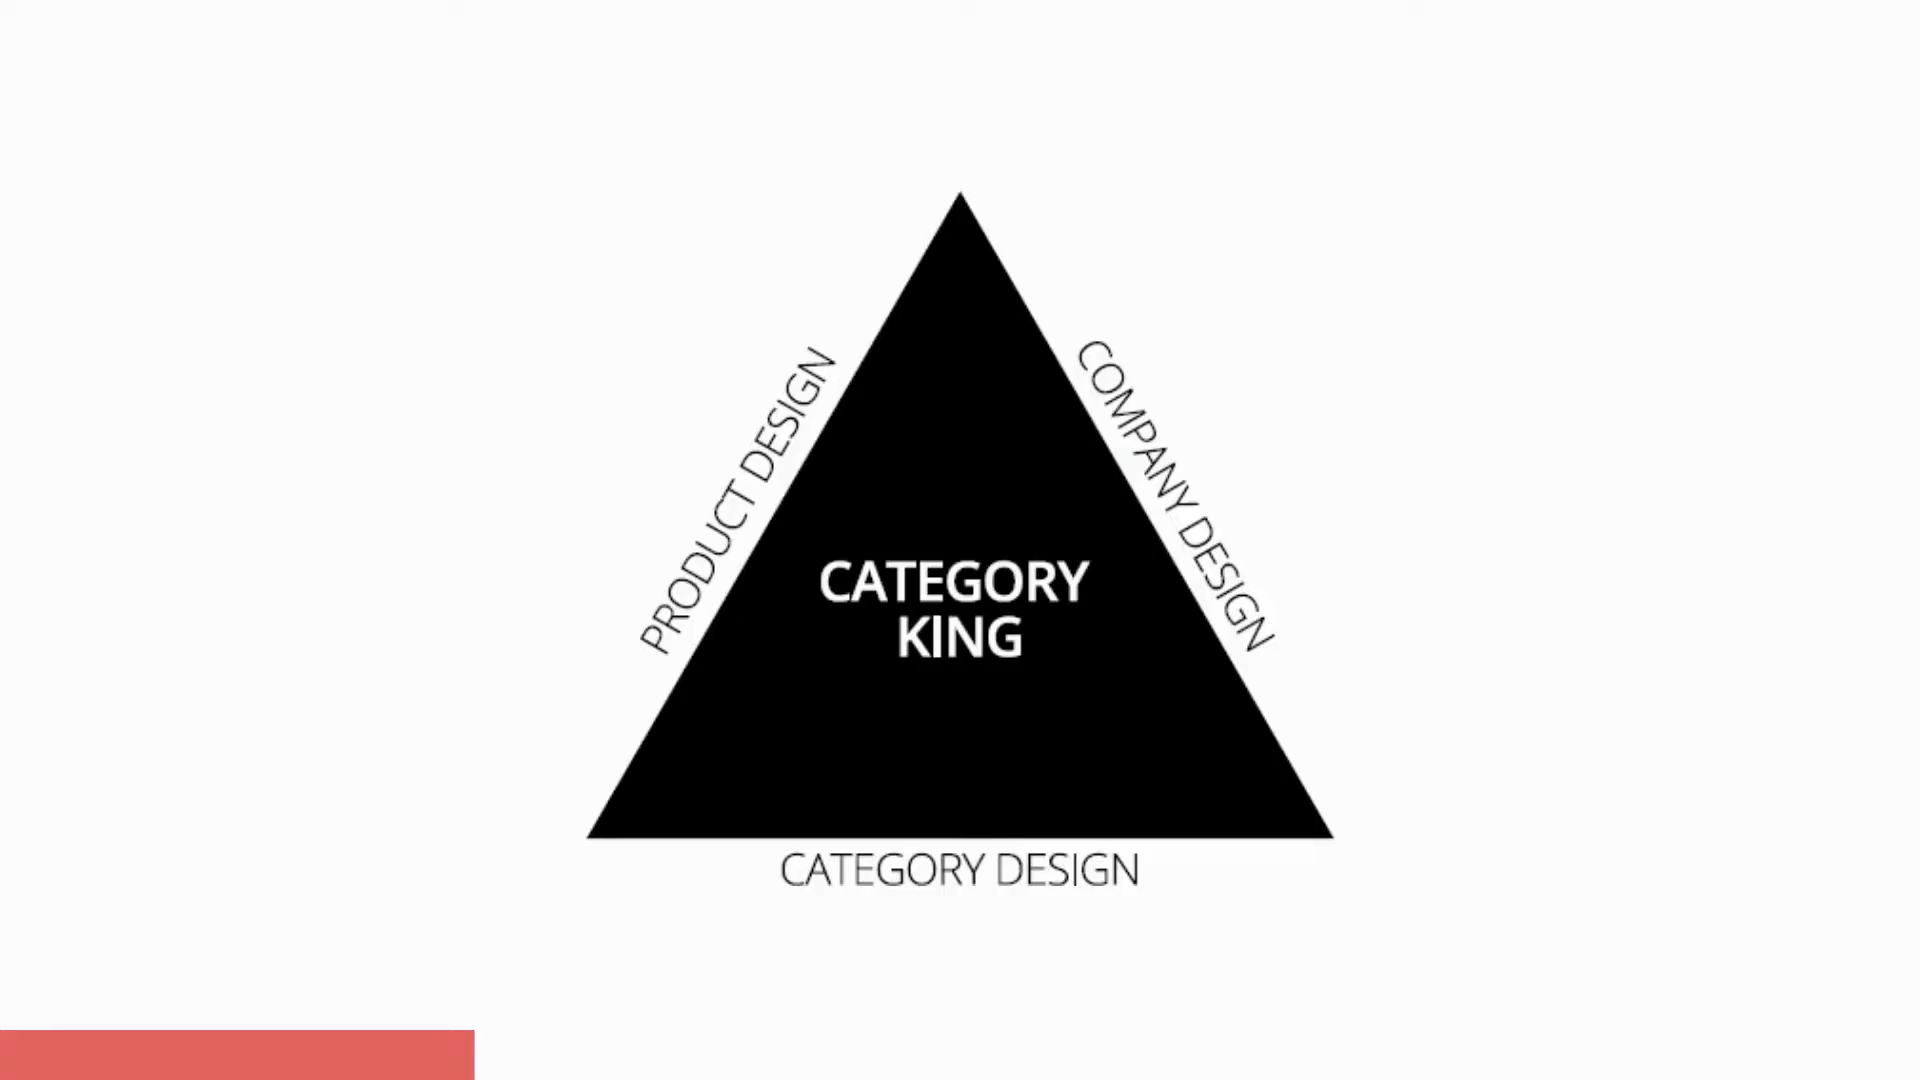 PRODUCT DESIGN
COMPANY DESIGN
CATEGORY
KING
CATEGORY DESIGN